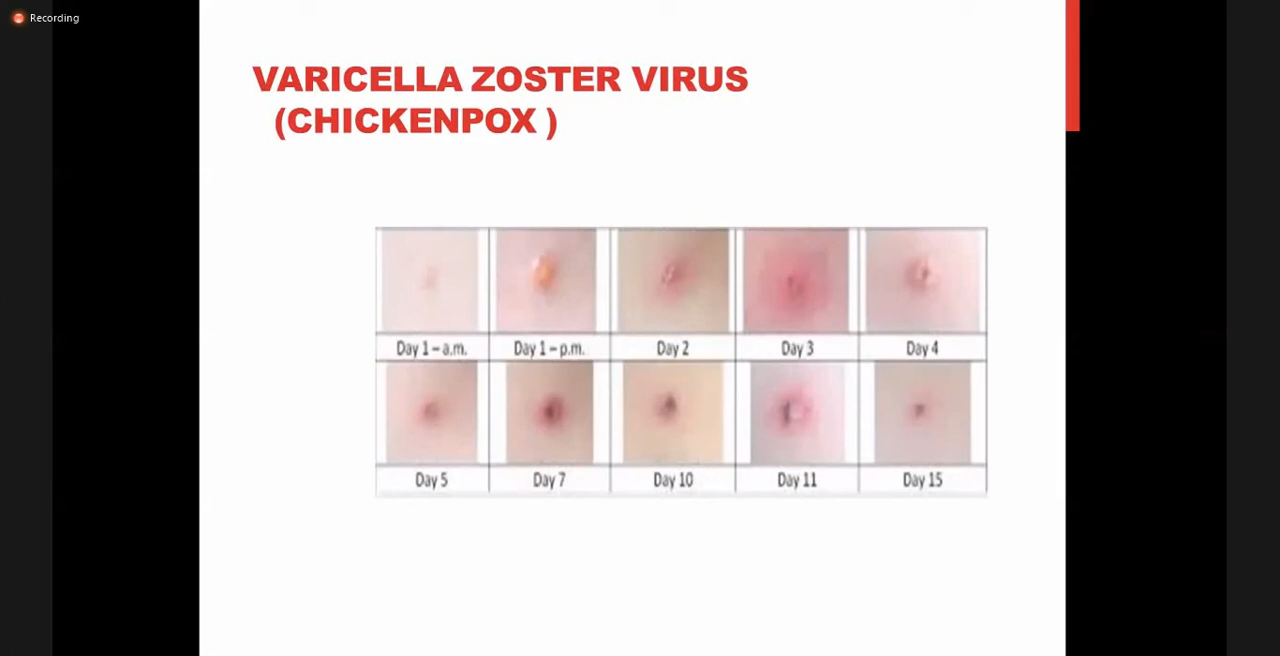 Recording
VARICELLA ZOSTER VIRUS
(CHICKENPOX )
Day 1 – a.m.
Day 1 – p.m.
Day 2
Day 3
Day 4
Day 5
Day 7
Day 10
Day 11
Day 15